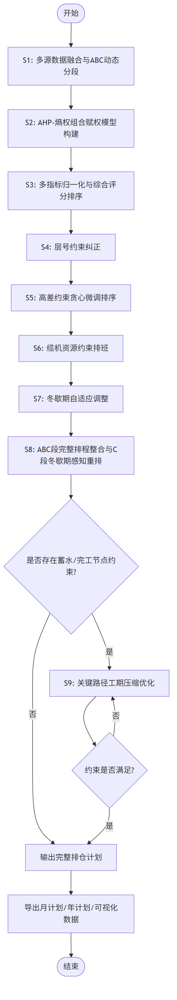 开始
S1: 多源数据融合与ABC动态
分段
S2: AHP-熵权组合赋权模型
构建
S3: 多指标归一化与综合评
分排序
S4: 层号约束纠正
S5: 高差约束贪心微调排序
S6: 缆机资源约束排班
S7: 冬歇期自适应调整
S8: ABC段完整排程整合与C
段冬歇期感知重排
是否存在蓄水/完工节点约
束?
是
S9: 关键路径工期压缩优化
否
否
约束是否满足?
是
输出完整排仓计划
导出月计划/年计划/可视化
数据
结束